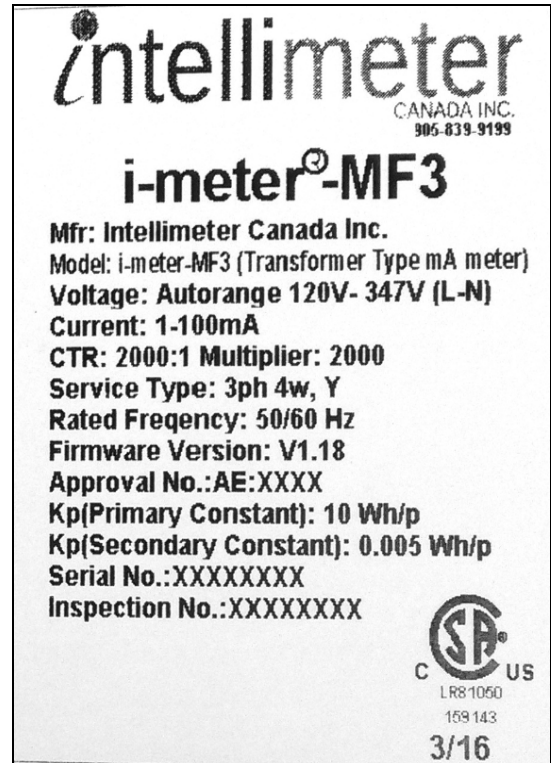 intellimeter
CANADA INC.
905-839-9199
i-meter®-MF3
Mfr: Intellimeter Canada Inc.
Model: i-meter-MF3 (Transformer Type mA meter)
Voltage: Autorange 120V- 347V (L-N)
Current: 1-100mA
CTR: 2000:1 Multiplier: 2000
Service Type: 3ph 4w, Y
Rated Freqency: 50/60 Hz
Firmware Version: V1.18
Approval No.:AE:XXXX
Kp(Primary Constant): 10 Wh/p
Kp(Secondary Constant): 0.005 Wh/p
Serial No.:XXXXXXXX
Inspection No.:XXXXXXXX
C SA® US
LR81050
159143
3/16